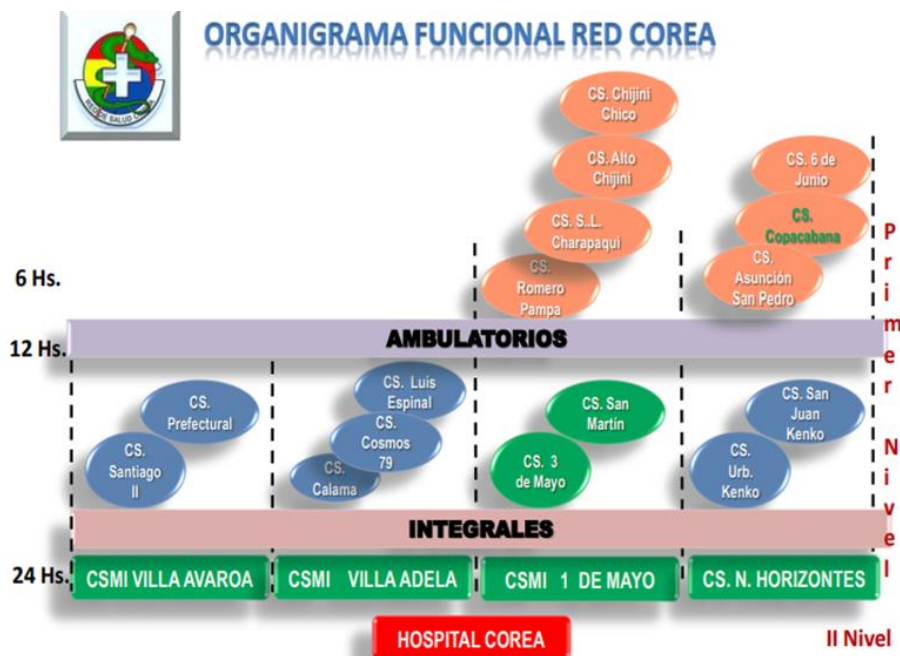 ORGANIGRAMA FUNCIONAL RED COREA
CS. Chijini
Chico
CS. Alto
Chijini
CS. S..L.
Charapaqui
CS.
Romero
Pampa
CS. 6 de
Junio
CS.
Copacabana
CS.
Asunción
San Pedro
6 Hs.
AMBULATORIOS
12 Hs.
CS.
Prefectural
CS.
Santiago
II
CS. Luis
Espinal
CS.
Cosmos
79
CS.
Calama
CS. San
Martín
CS. 3
de Mayo
CS. San
Juan
Kenko
CS.
Urb.
Kenko
Primer Nivel
INTEGRALES
24 Hs.
CSMI VILLA AVAROA
CSMI VILLA ADELA
CSMI 1 DE MAYO
CS. N. HORIZONTES
HOSPITAL COREA
II Nivel